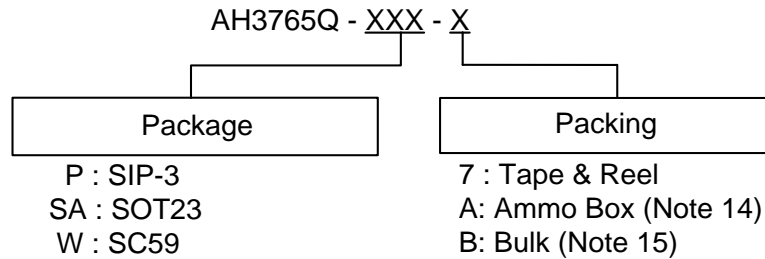 AH3765Q - XXX - X
Package
Packing
P : SIP-3
SA : SOT23
W : SC59
7 : Tape & Reel
A: Ammo Box (Note 14)
B: Bulk (Note 15)